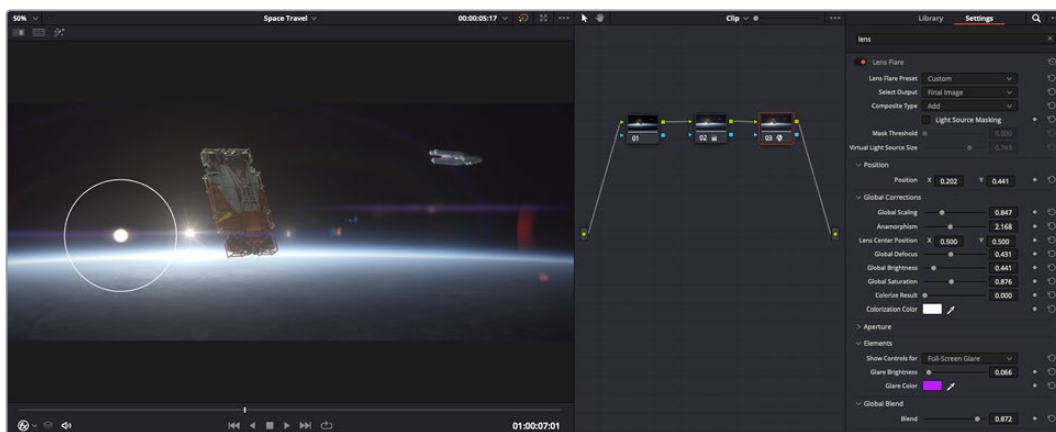 50% Space Travel 00:00:05:17 Clip Library Settings
lens
Lens Flare
Lens Flare Preset Custom
Select Output Final Image
Composite Type Add
Light Source Masking
Mask Threshold 0.000
Virtual Light Source Size 0.743
Position
Position X 0.202 Y 0.441
Global Corrections
Global Scaling 0.847
Anamorphism 2.168
Lens Center Position X 0.500 Y 0.500
Global Defocus 0.431
Global Brightness 0.441
Global Saturation 0.876
Colorize Result 0.000
Colorization Color
Aperture
Elements
Show Controls for Full-Screen Glare
Glare Brightness 0.066
Glare Color
Global Blend
Blend 0.872
01 02 03
01:00:07:01